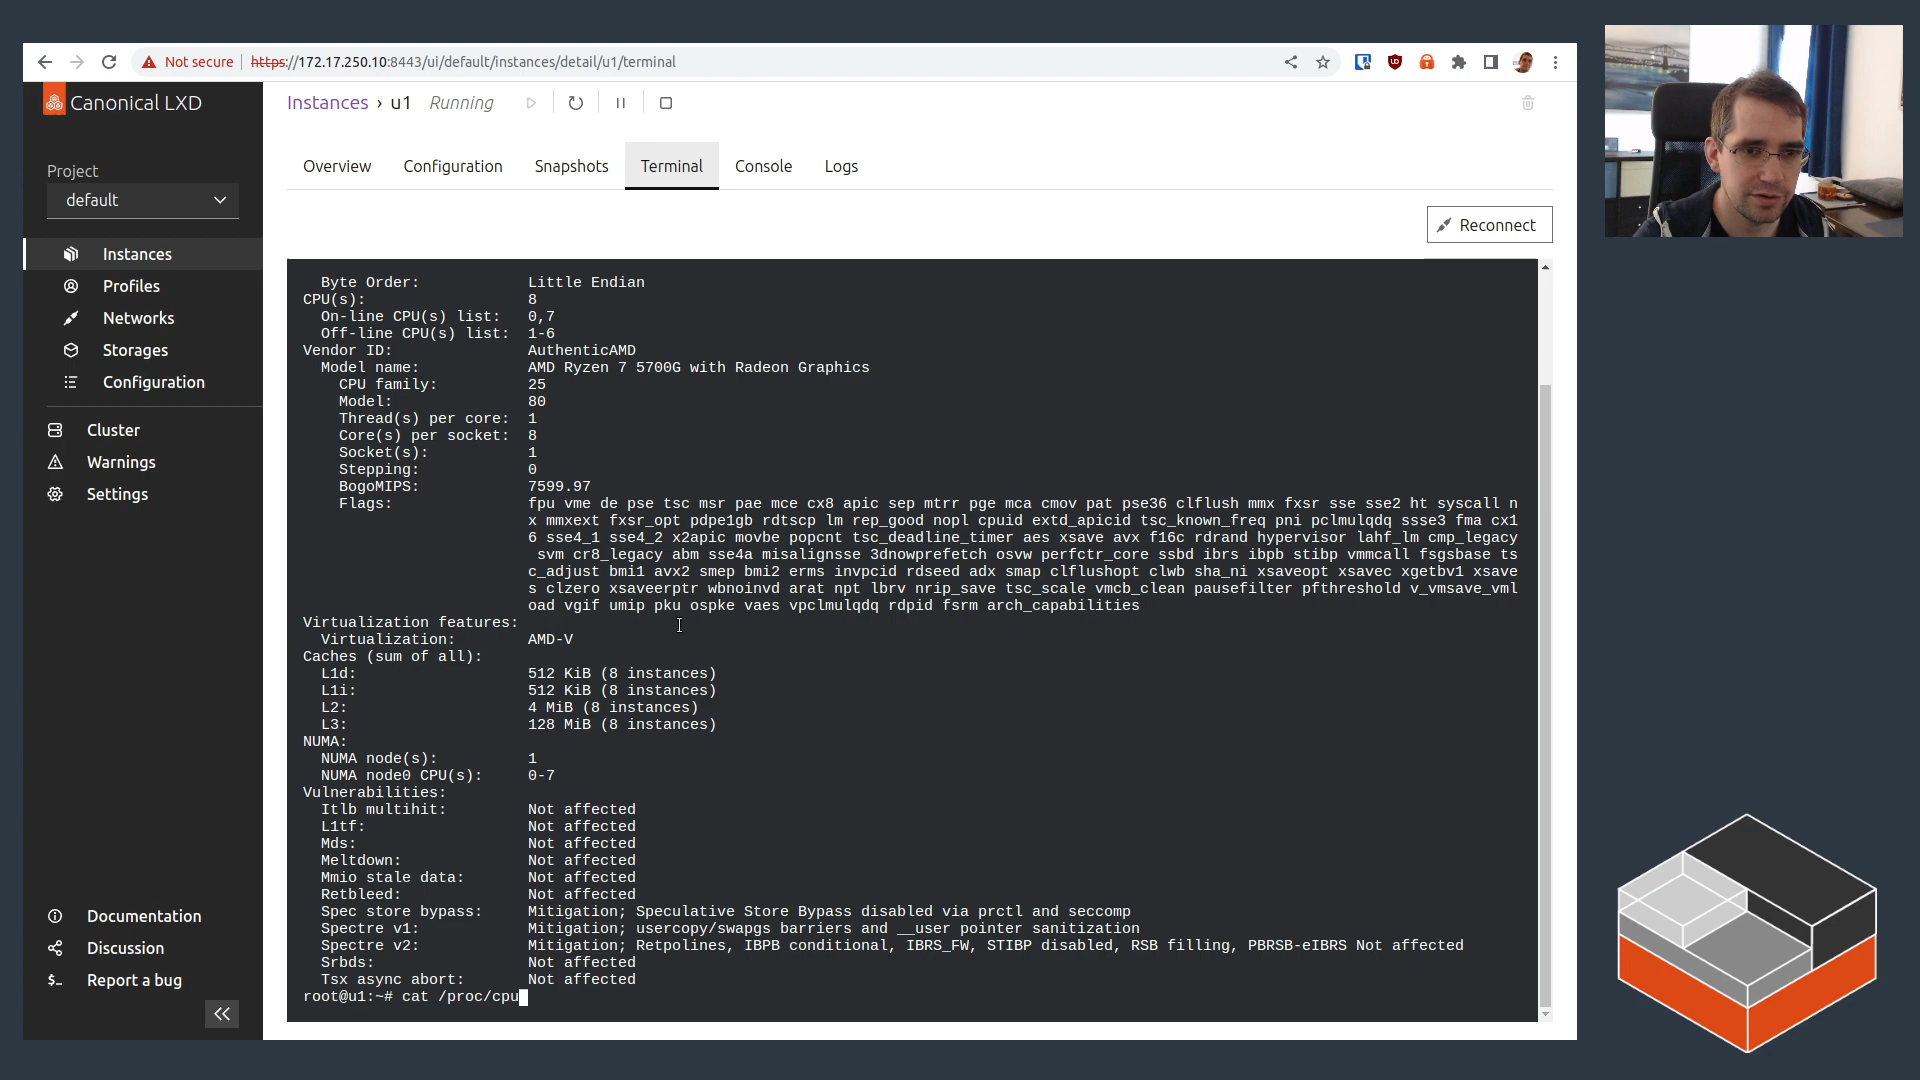 Not secure
https://172.17.250.10:8443/ui/default/instances/detail/u1/terminal
Canonical LXD
Instances › u1 Running
Project
default
Instances
Profiles
Networks
Storages
Configuration
Cluster
Warnings
Settings
Documentation
Discussion
Report a bug
Overview Configuration Snapshots Terminal Console Logs
Reconnect
Byte Order: Little Endian
CPU(s): 8
On-line CPU(s) list: 0,7
Off-line CPU(s) list: 1-6
Vendor ID: AuthenticAMD
Model name: AMD Ryzen 7 5700G with Radeon Graphics
CPU family: 25
Model: 80
Thread(s) per core: 1
Core(s) per socket: 8
Socket(s): 1
Stepping: 0
BogoMIPS: 7599.97
Flags: fpu vme de pse tsc msr pae mce cx8 apic sep mtrr pge mca cmov pat pse36 clflush mmx fxsr sse sse2 ht syscall n
x mmxext fxsr_opt pdpe1gb rdtscp lm rep_good nopl cpuid extd_apicid tsc_known_freq pni pclmulqdq ssse3 fma cx1
6 sse4_1 sse4_2 x2apic movbe popcnt tsc_deadline_timer aes xsave avx f16c rdrand hypervisor lahf_lm cmp_legacy
svm cr8_legacy abm sse4a misalignsse 3dnowprefetch osvw perfctr_core ssbd ibrs ibpb stibp vmmcall fsgsbase ts
c_adjust bmi1 avx2 smep bmi2 erms invpcid rdseed adx smap clflushopt clwb sha_ni xsaveopt xsavec xgetbv1 xsave
s clzero xsaveerptr wbnoinvd arat npt lbrv nrip_save tsc_scale vmcb_clean pausefilter pfthreshold v_vmsave_vml
oad vgif umip pku ospke vaes vpclmulqdq rdpid fsrm arch_capabilities
Virtualization features:
Virtualization: AMD-V
Caches (sum of all):
L1d: 512 KiB (8 instances)
L1i: 512 KiB (8 instances)
L2: 4 MiB (8 instances)
L3: 128 MiB (8 instances)
NUMA:
NUMA node(s): 1
NUMA node0 CPU(s): 0-7
Vulnerabilities:
Itlb multihit: Not affected
L1tf: Not affected
Mds: Not affected
Meltdown: Not affected
Mmio stale data: Not affected
Retbleed: Not affected
Spec store bypass: Mitigation; Speculative Store Bypass disabled via prctl and seccomp
Spectre v1: Mitigation; usercopy/swapgs barriers and __user pointer sanitization
Spectre v2: Mitigation; Retpolines, IBPB conditional, IBRS_FW, STIBP disabled, RSB filling, PBRSB-eIBRS Not affected
Srbds: Not affected
Tsx async abort: Not affected
root@u1:~# cat /proc/cpu